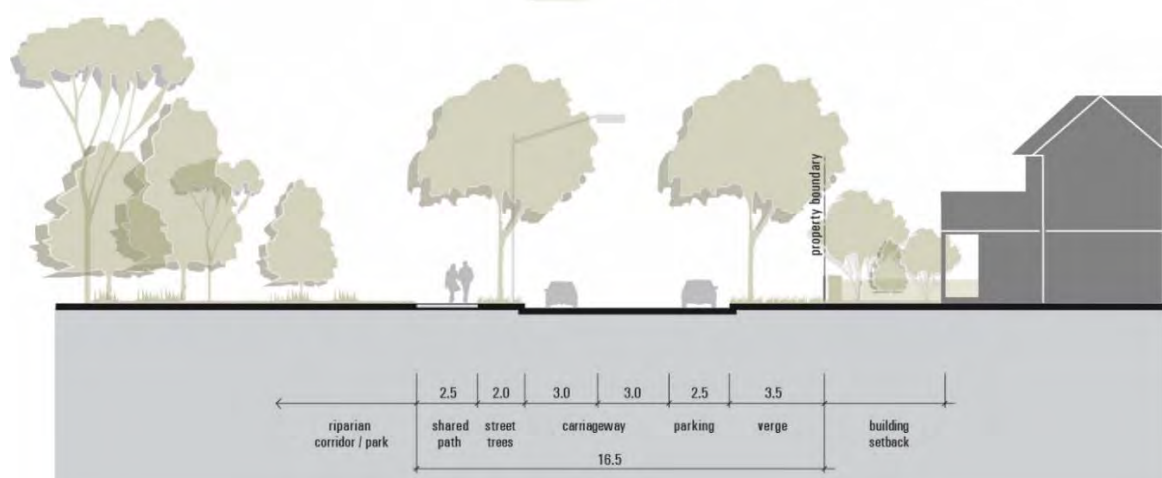 property boundary
2.5 2.0 3.0 3.0 2.5 3.5
riparian corridor / park
shared path
street trees
carriageway
parking
verge
building setback
16.5